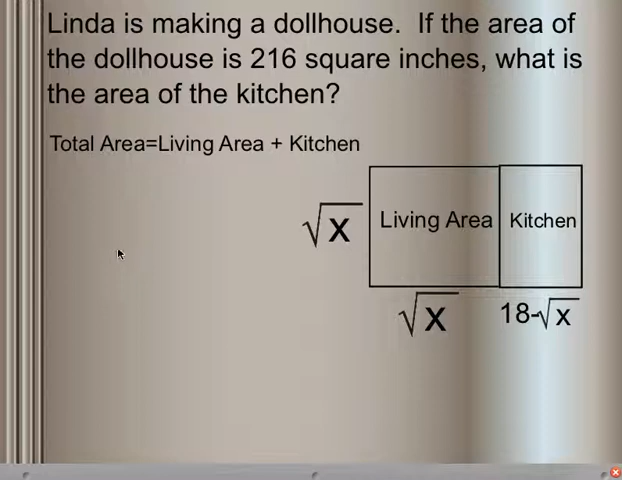 Linda is making a dollhouse.  If the area of
the dollhouse is 216 square inches, what is
the area of the kitchen?
Total Area=Living Area + Kitchen
Living Area Kitchen
√x
√x 18-√x